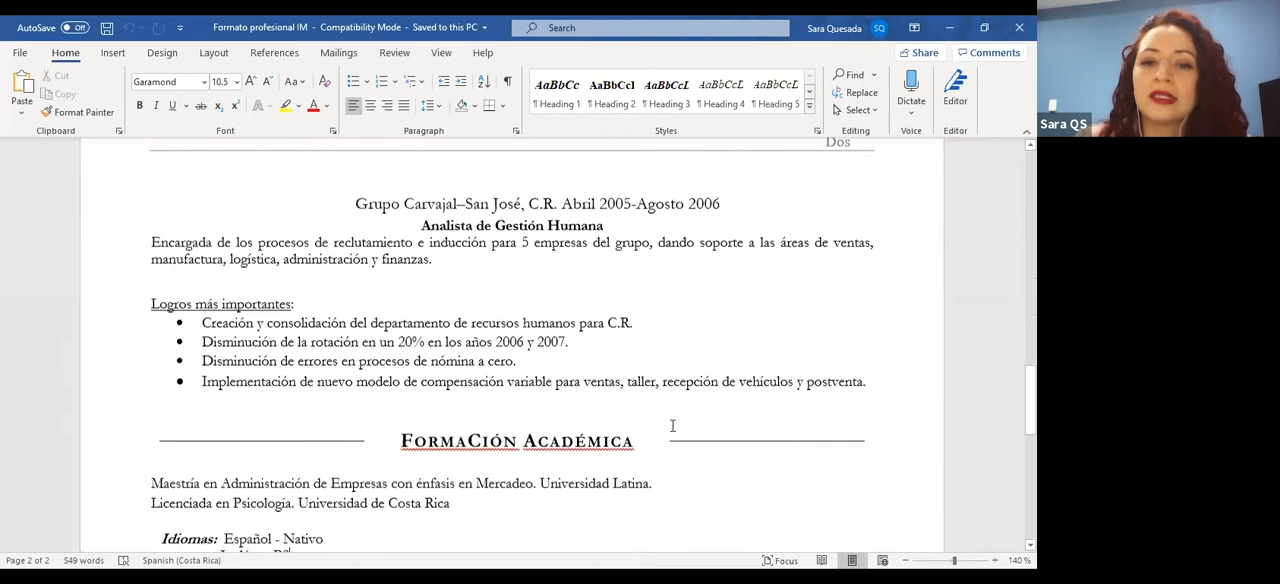 AutoSave Off Formato profesional IM - Compatibility Mode - Saved to this PC Search Sara Quesada SQ
File Home Insert Design Layout References Mailings Review View Help Share Comments
Paste Cut Copy Format Painter
Clipboard
Garamond 10.5
Font
Paragraph
AaBbCc AaBbCcI AaBbCcL AaBbCcL AaBbCcL
¶ Heading 1 ¶ Heading 2 ¶ Heading 3 ¶ Heading 4 ¶ Heading 5
Styles
Find
Replace
Select
Editing
Dictate
Voice
Editor
Editor
Sara QS
Dos
Grupo Carvajal–San José, C.R. Abril 2005-Agosto 2006
Analista de Gestión Humana
Encargada de los procesos de reclutamiento e inducción para 5 empresas del grupo, dando soporte a las áreas de ventas,
manufactura, logística, administración y finanzas.
Logros más importantes:
• Creación y consolidación del departamento de recursos humanos para C.R.
• Disminución de la rotación en un 20% en los años 2006 y 2007.
• Disminución de errores en procesos de nómina a cero.
• Implementación de nuevo modelo de compensación variable para ventas, taller, recepción de vehículos y postventa.
FormaCión Académica
Maestría en Administración de Empresas con énfasis en Mercadeo. Universidad Latina.
Licenciada en Psicología. Universidad de Costa Rica
Idiomas: Español - Nativo
Page 2 of 2 549 words Spanish (Costa Rica) Focus 140 %